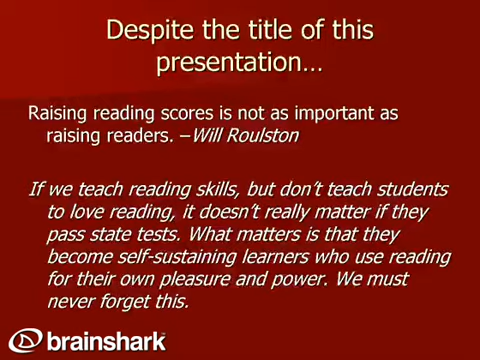 Despite the title of this
presentation…
Raising reading scores is not as important as
raising readers. –Will Roulston
If we teach reading skills, but don't teach students
to love reading, it doesn't really matter if they
pass state tests. What matters is that they
become self-sustaining learners who use reading
for their own pleasure and power. We must
never forget this.
brainshark